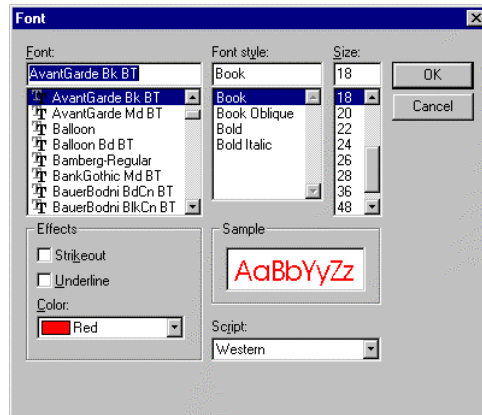 Font
Font:
Font style:
Size:
AvantGarde Bk BT
Book
18
OK
Cancel
AvantGarde Bk BT
AvantGarde Md BT
Balloon
Balloon Bd BT
Bamberg-Regular
BankGothic Md BT
BauerBodni BdCn BT
BauerBodni BlkCn BT
Book
Book Oblique
Bold
Bold Italic
18
20
22
24
26
28
36
48
Effects
Strikeout
Underline
Color:
Red
Sample
AaBbYyZz
Script:
Western